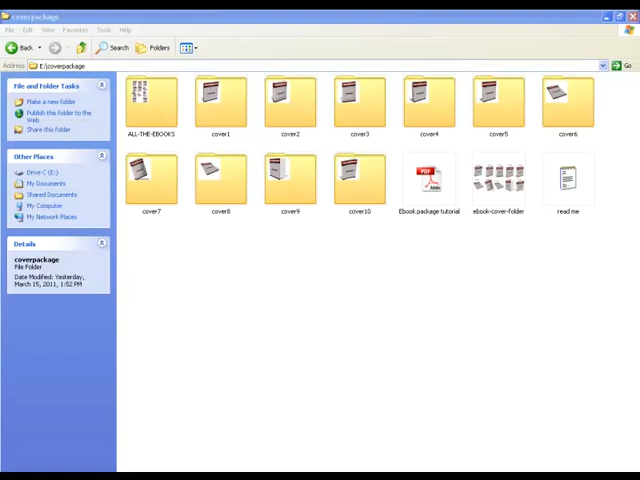 coverpackage
File Edit View Favorites Tools Help
Back Search Folders
Address E:\coverpackage Go
File and Folder Tasks
Make a new folder
Publish this folder to the
Web
Share this folder
Other Places
Drive C (E:)
My Documents
Shared Documents
My Computer
My Network Places
Details
coverpackage
File Folder
Date Modified: Yesterday,
March 15, 2011, 1:52 PM
ALL-THE-EBOOKS cover1 cover2 cover3 cover4 cover5 cover6
PDF
Adobe
cover7 cover8 cover9 cover10 Ebook package tutorial ebook-cover-folder read me